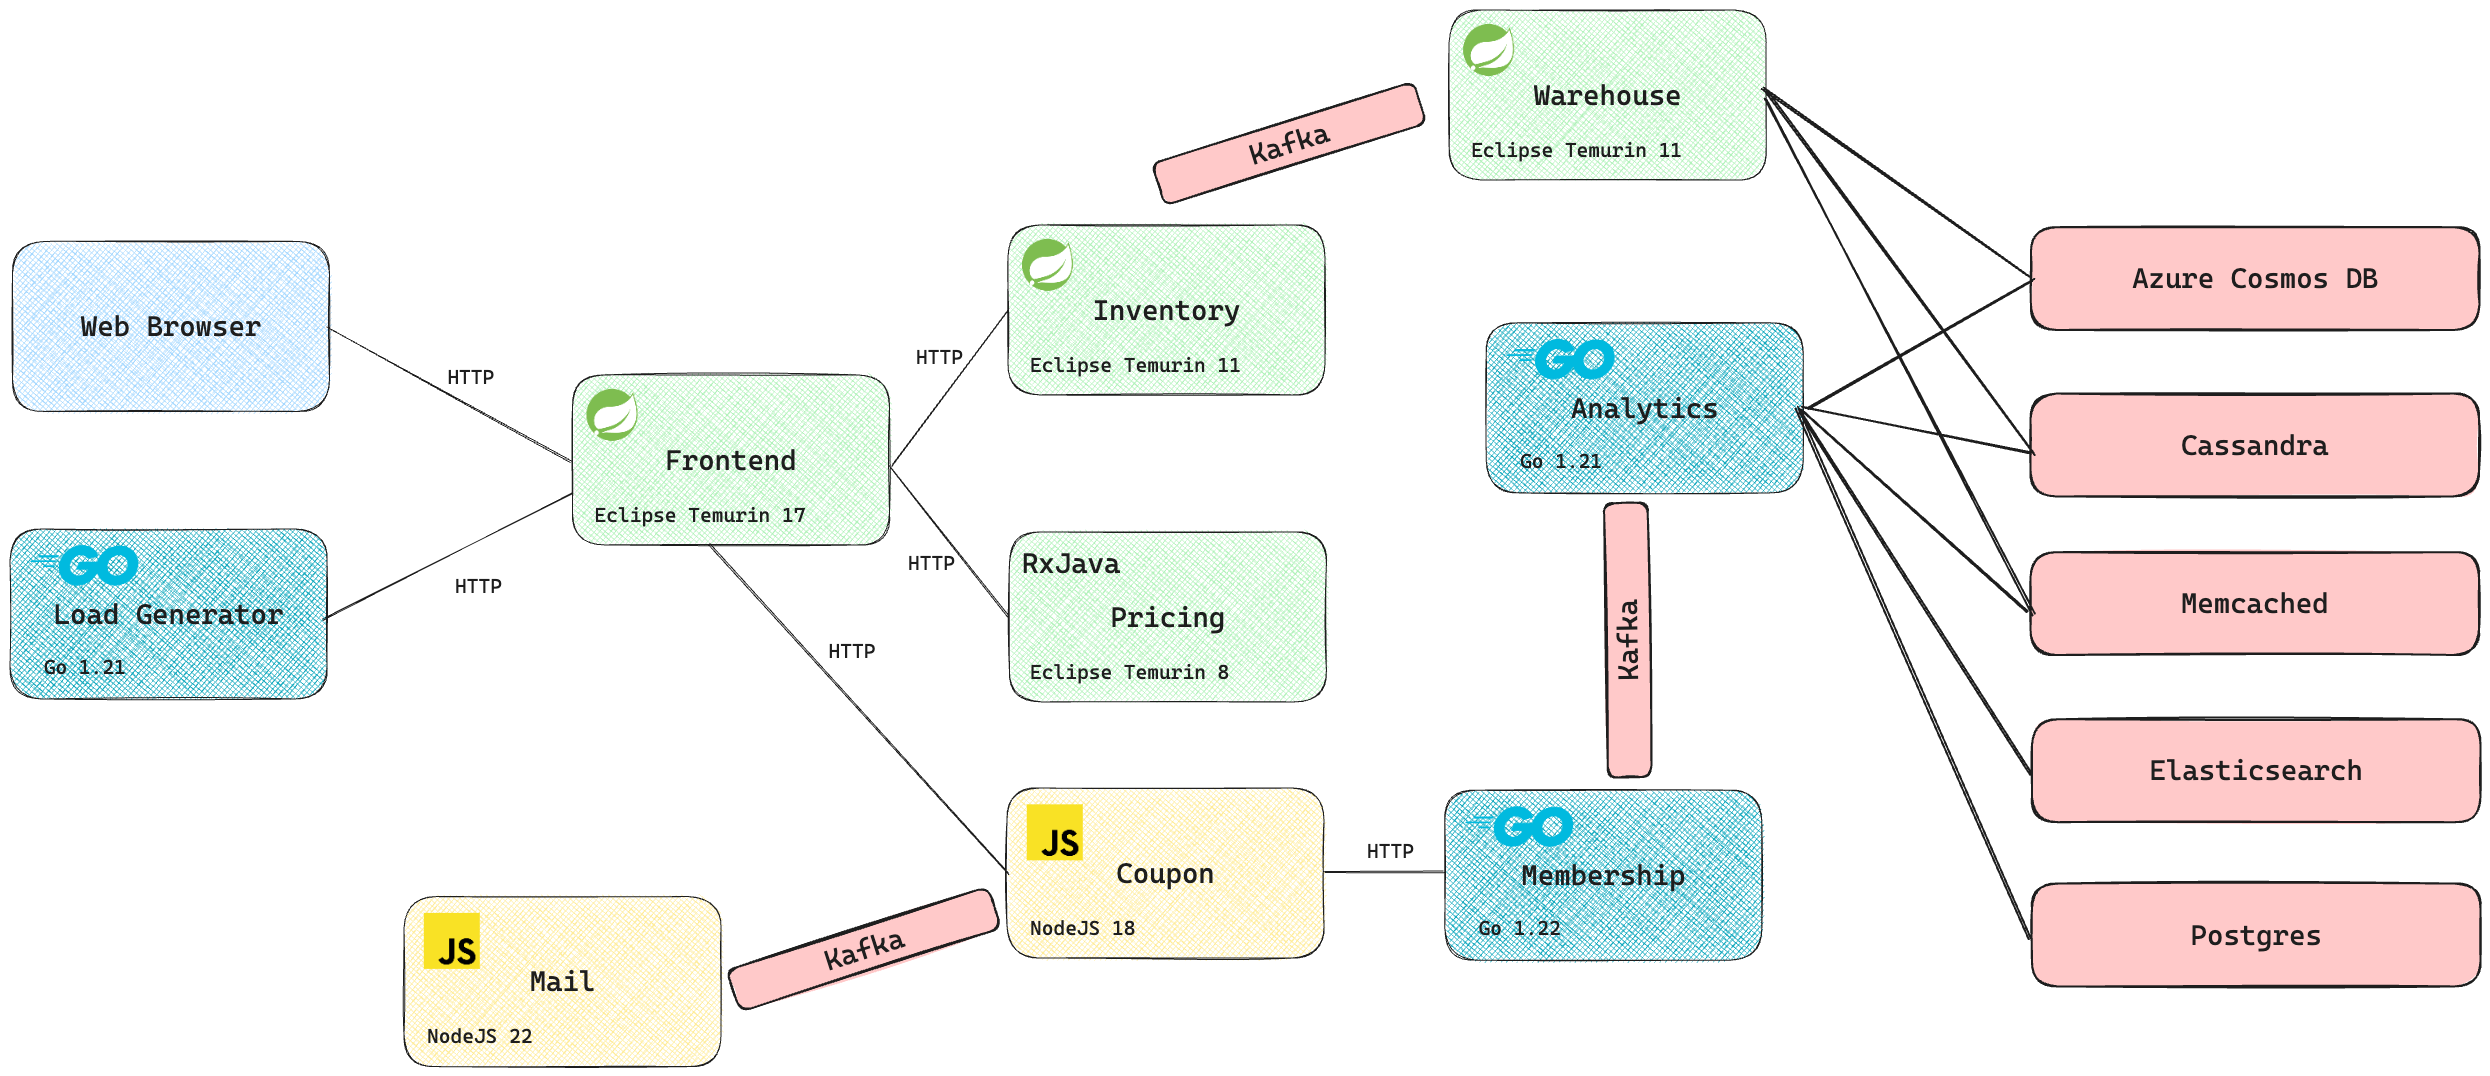 Warehouse
Eclipse Temurin 11
Kafka
Web Browser
HTTP
Inventory
Eclipse Temurin 11
HTTP
Azure Cosmos DB
GO
Analytics
Go 1.21
Cassandra
Frontend
Eclipse Temurin 17
GO
Load Generator
Go 1.21
HTTP
HTTP
RxJava
Pricing
Eclipse Temurin 8
HTTP
Kafka
Memcached
Elasticsearch
JS
Coupon
NodeJS 18
HTTP
GO
Membership
Go 1.22
Postgres
JS
Mail
NodeJS 22
Kafka